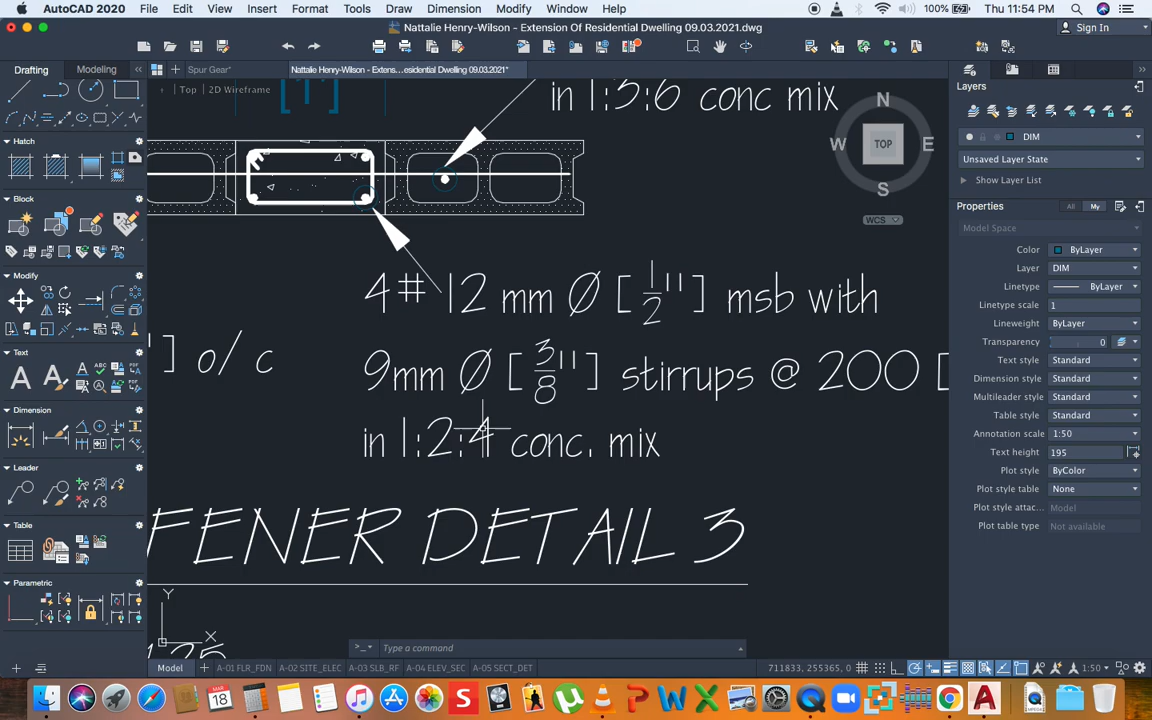 AutoCAD 2020 File Edit View Insert Format Tools Draw Dimension Modify Window Help 100% Thu 11:54 PM
Nattalie Henry-Wilson - Extension Of Residential Dwelling 09.03.2021.dwg
Sign In
Drafting Modeling Spur Gear* Nattalie Henry-Wilson - Extens...esidential Dwelling 09.03.2021*
Top 2D Wireframe
in 1:3:6 conc mix
Hatch
Block
Modify
Text
Dimension
Leader
Table
Parametric
4# 12 mm Ø [1/2"] msb with
"] o/c
9mm Ø [3/8"] stirrups @ 200 [
in 1:2:4 conc. mix
FENER DETAIL 3
Y
X
N
W TOP E
S
WCS
Layers
DIM
Unsaved Layer State
Show Layer List
Properties All My
Model Space
Color ByLayer
Layer DIM
Linetype ByLayer
Linetype scale 1
Lineweight ByLayer
Transparency 0
Text style Standard
Dimension style Standard
Multileader style Standard
Table style Standard
Annotation scale 1:50
Text height 195
Plot style ByColor
Plot style table None
Plot style attac... Model
Plot table type Not available
>_ Type a command
Model A-01 FLR_FDN A-02 SITE_ELEC A-03 SLB_RF A-04 ELEV_SEC A-05 SECT_DET 711833, 255365, 0 1:50
MAR
18